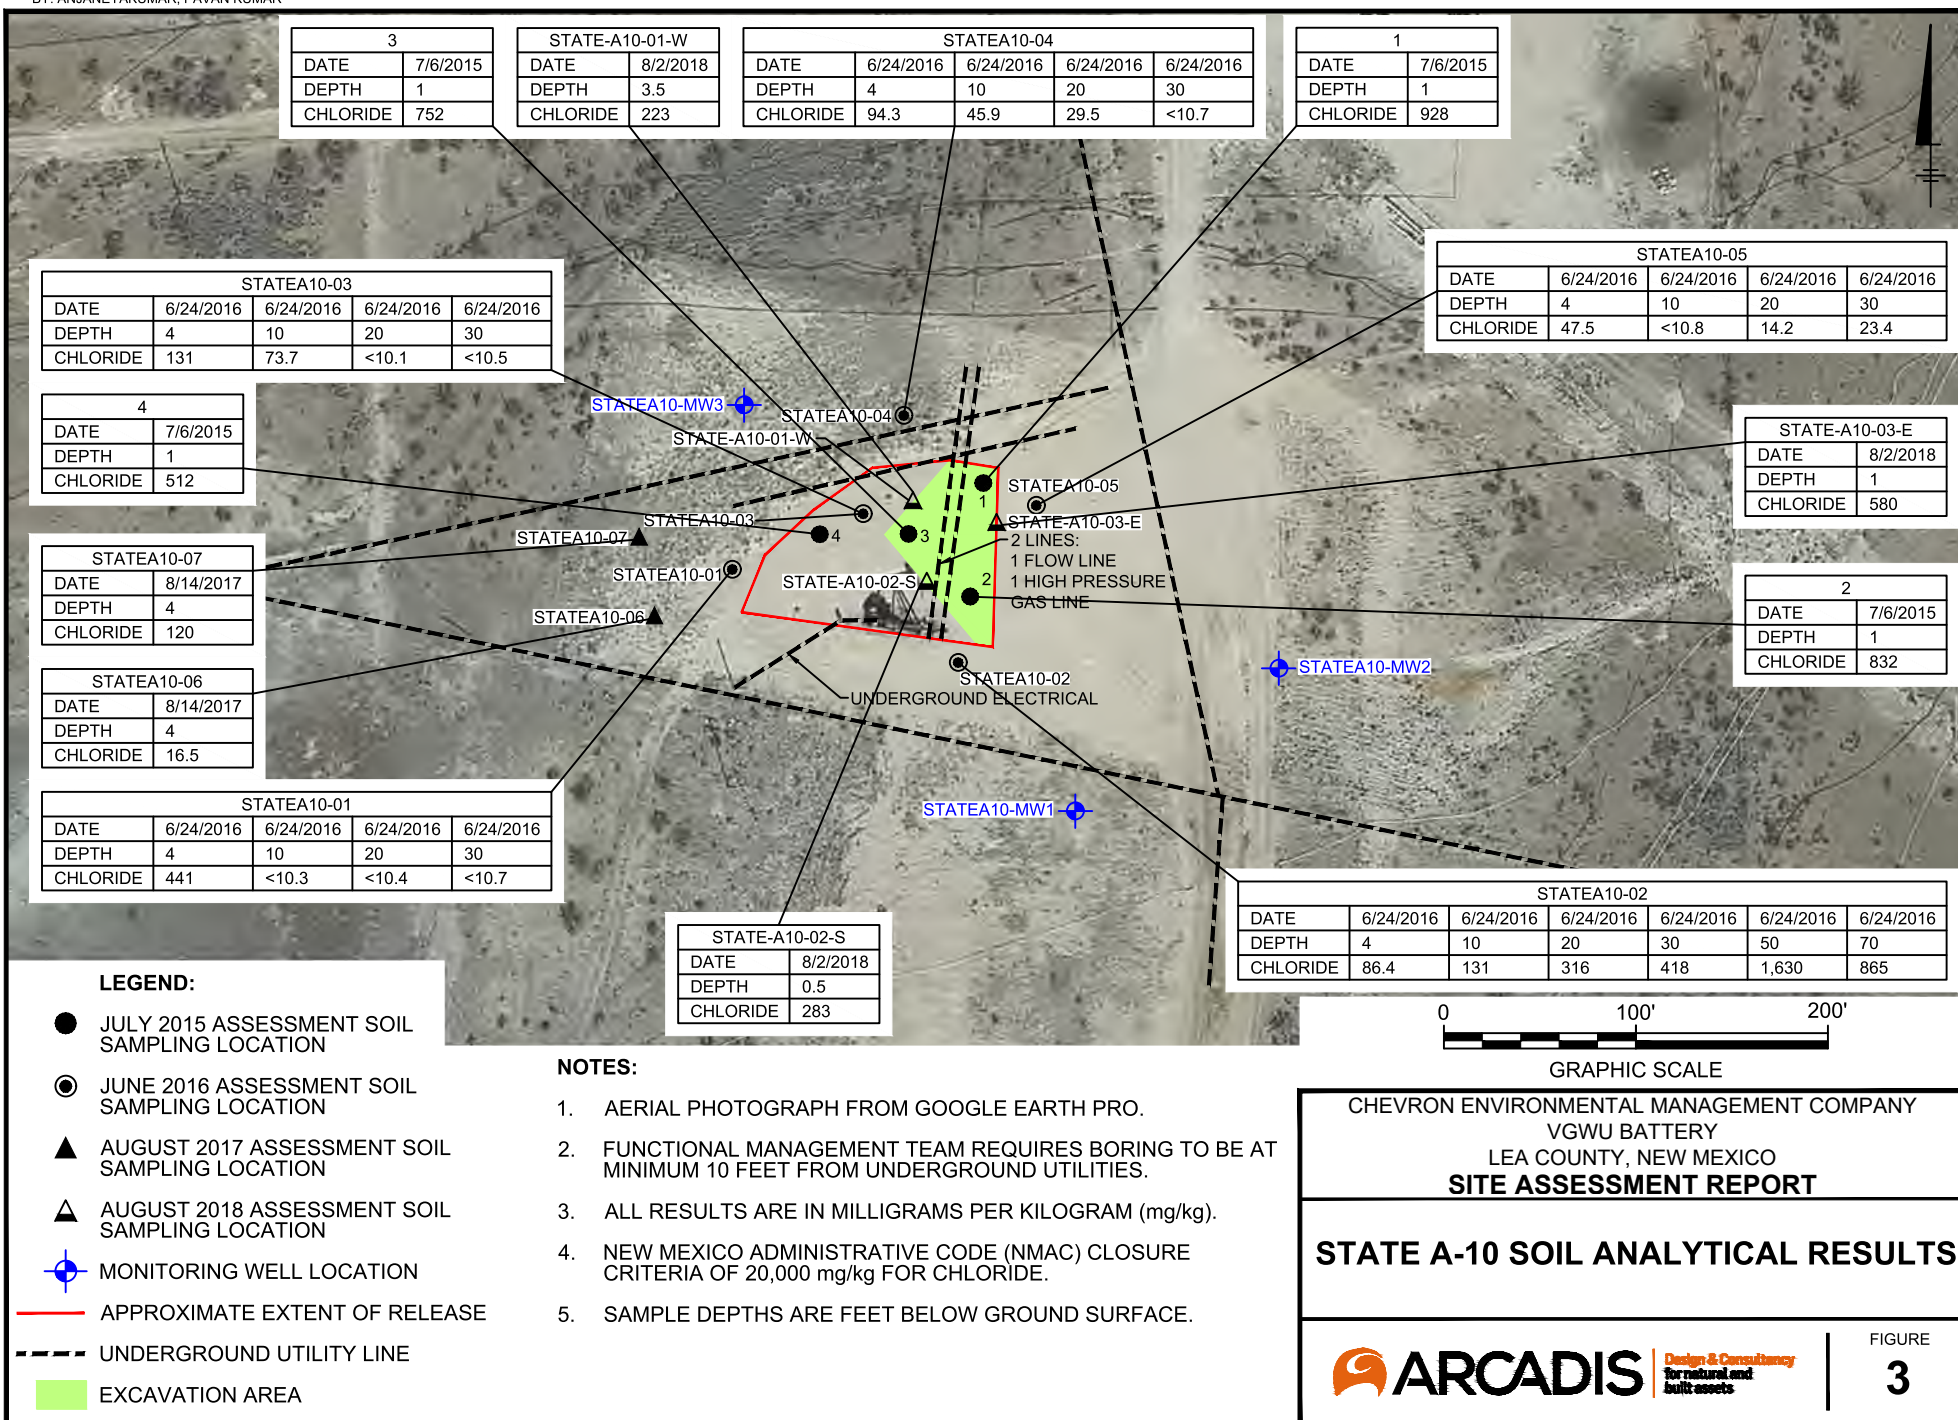 BY: ANJANEYAKUMAR, PAVAN KUMAR
3
DATE 7/6/2015
DEPTH 1
CHLORIDE 752
STATE-A10-01-W
DATE 8/2/2018
DEPTH 3.5
CHLORIDE 223
STATEA10-04
DATE 6/24/2016 6/24/2016 6/24/2016 6/24/2016
DEPTH 4 10 20 30
CHLORIDE 94.3 45.9 29.5 <10.7
1
DATE 7/6/2015
DEPTH 1
CHLORIDE 928
STATEA10-05
DATE 6/24/2016 6/24/2016 6/24/2016 6/24/2016
DEPTH 4 10 20 30
CHLORIDE 47.5 <10.8 14.2 23.4
STATEA10-03
DATE 6/24/2016 6/24/2016 6/24/2016 6/24/2016
DEPTH 4 10 20 30
CHLORIDE 131 73.7 <10.1 <10.5
4
DATE 7/6/2015
DEPTH 1
CHLORIDE 512
STATE-A10-03-E
DATE 8/2/2018
DEPTH 1
CHLORIDE 580
STATEA10-07
DATE 8/14/2017
DEPTH 4
CHLORIDE 120
2
DATE 7/6/2015
DEPTH 1
CHLORIDE 832
STATEA10-06
DATE 8/14/2017
DEPTH 4
CHLORIDE 16.5
STATEA10-01
DATE 6/24/2016 6/24/2016 6/24/2016 6/24/2016
DEPTH 4 10 20 30
CHLORIDE 441 <10.3 <10.4 <10.7
STATEA10-02
DATE 6/24/2016 6/24/2016 6/24/2016 6/24/2016 6/24/2016 6/24/2016
DEPTH 4 10 20 30 50 70
CHLORIDE 86.4 131 316 418 1,630 865
STATE-A10-02-S
DATE 8/2/2018
DEPTH 0.5
CHLORIDE 283
STATEA10-MW3
STATEA10-04
STATE-A10-01-W
1
STATEA10-05
STATEA10-03
STATE-A10-03-E
STATEA10-07
4
3
2 LINES:
1 FLOW LINE
1 HIGH PRESSURE
GAS LINE
STATEA10-01
STATE-A10-02-S
2
STATEA10-06
STATEA10-02
STATEA10-MW2
UNDERGROUND ELECTRICAL
STATEA10-MW1
LEGEND:
JULY 2015 ASSESSMENT SOIL
SAMPLING LOCATION
JUNE 2016 ASSESSMENT SOIL
SAMPLING LOCATION
AUGUST 2017 ASSESSMENT SOIL
SAMPLING LOCATION
AUGUST 2018 ASSESSMENT SOIL
SAMPLING LOCATION
MONITORING WELL LOCATION
APPROXIMATE EXTENT OF RELEASE
UNDERGROUND UTILITY LINE
EXCAVATION AREA
NOTES:
1. AERIAL PHOTOGRAPH FROM GOOGLE EARTH PRO.
2. FUNCTIONAL MANAGEMENT TEAM REQUIRES BORING TO BE AT
MINIMUM 10 FEET FROM UNDERGROUND UTILITIES.
3. ALL RESULTS ARE IN MILLIGRAMS PER KILOGRAM (mg/kg).
4. NEW MEXICO ADMINISTRATIVE CODE (NMAC) CLOSURE
CRITERIA OF 20,000 mg/kg FOR CHLORIDE.
5. SAMPLE DEPTHS ARE FEET BELOW GROUND SURFACE.
0 100' 200'
GRAPHIC SCALE
CHEVRON ENVIRONMENTAL MANAGEMENT COMPANY
VGWU BATTERY
LEA COUNTY, NEW MEXICO
SITE ASSESSMENT REPORT
STATE A-10 SOIL ANALYTICAL RESULTS
ARCADIS
Design & Consultancy
for natural and
built assets
FIGURE
3